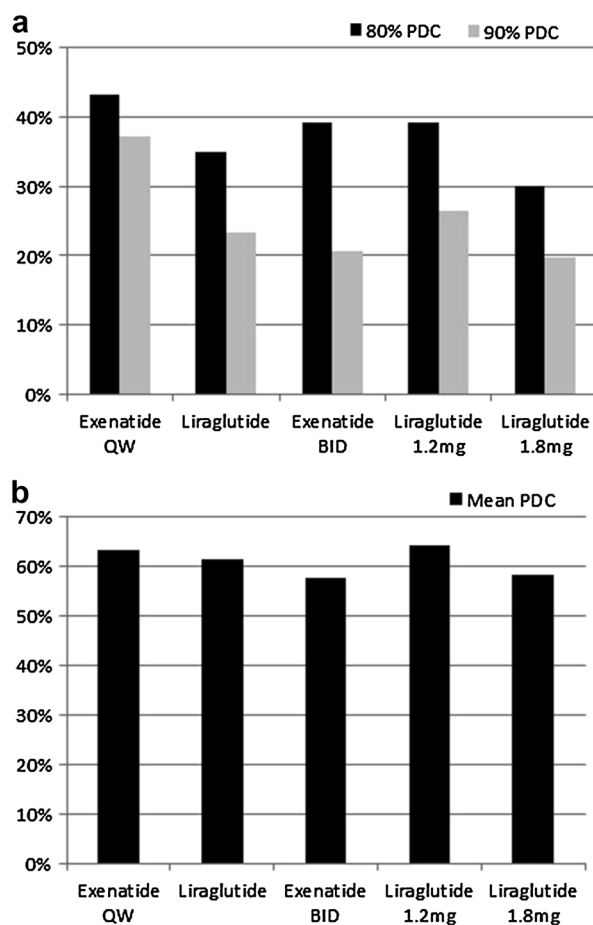 a
80% PDC 90% PDC
50%
40%
30%
20%
10%
0%
Exenatide QW
Liraglutide
Exenatide BID
Liraglutide 1.2mg
Liraglutide 1.8mg
b
Mean PDC
70%
60%
50%
40%
30%
20%
10%
0%
Exenatide QW
Liraglutide
Exenatide BID
Liraglutide 1.2mg
Liraglutide 1.8mg